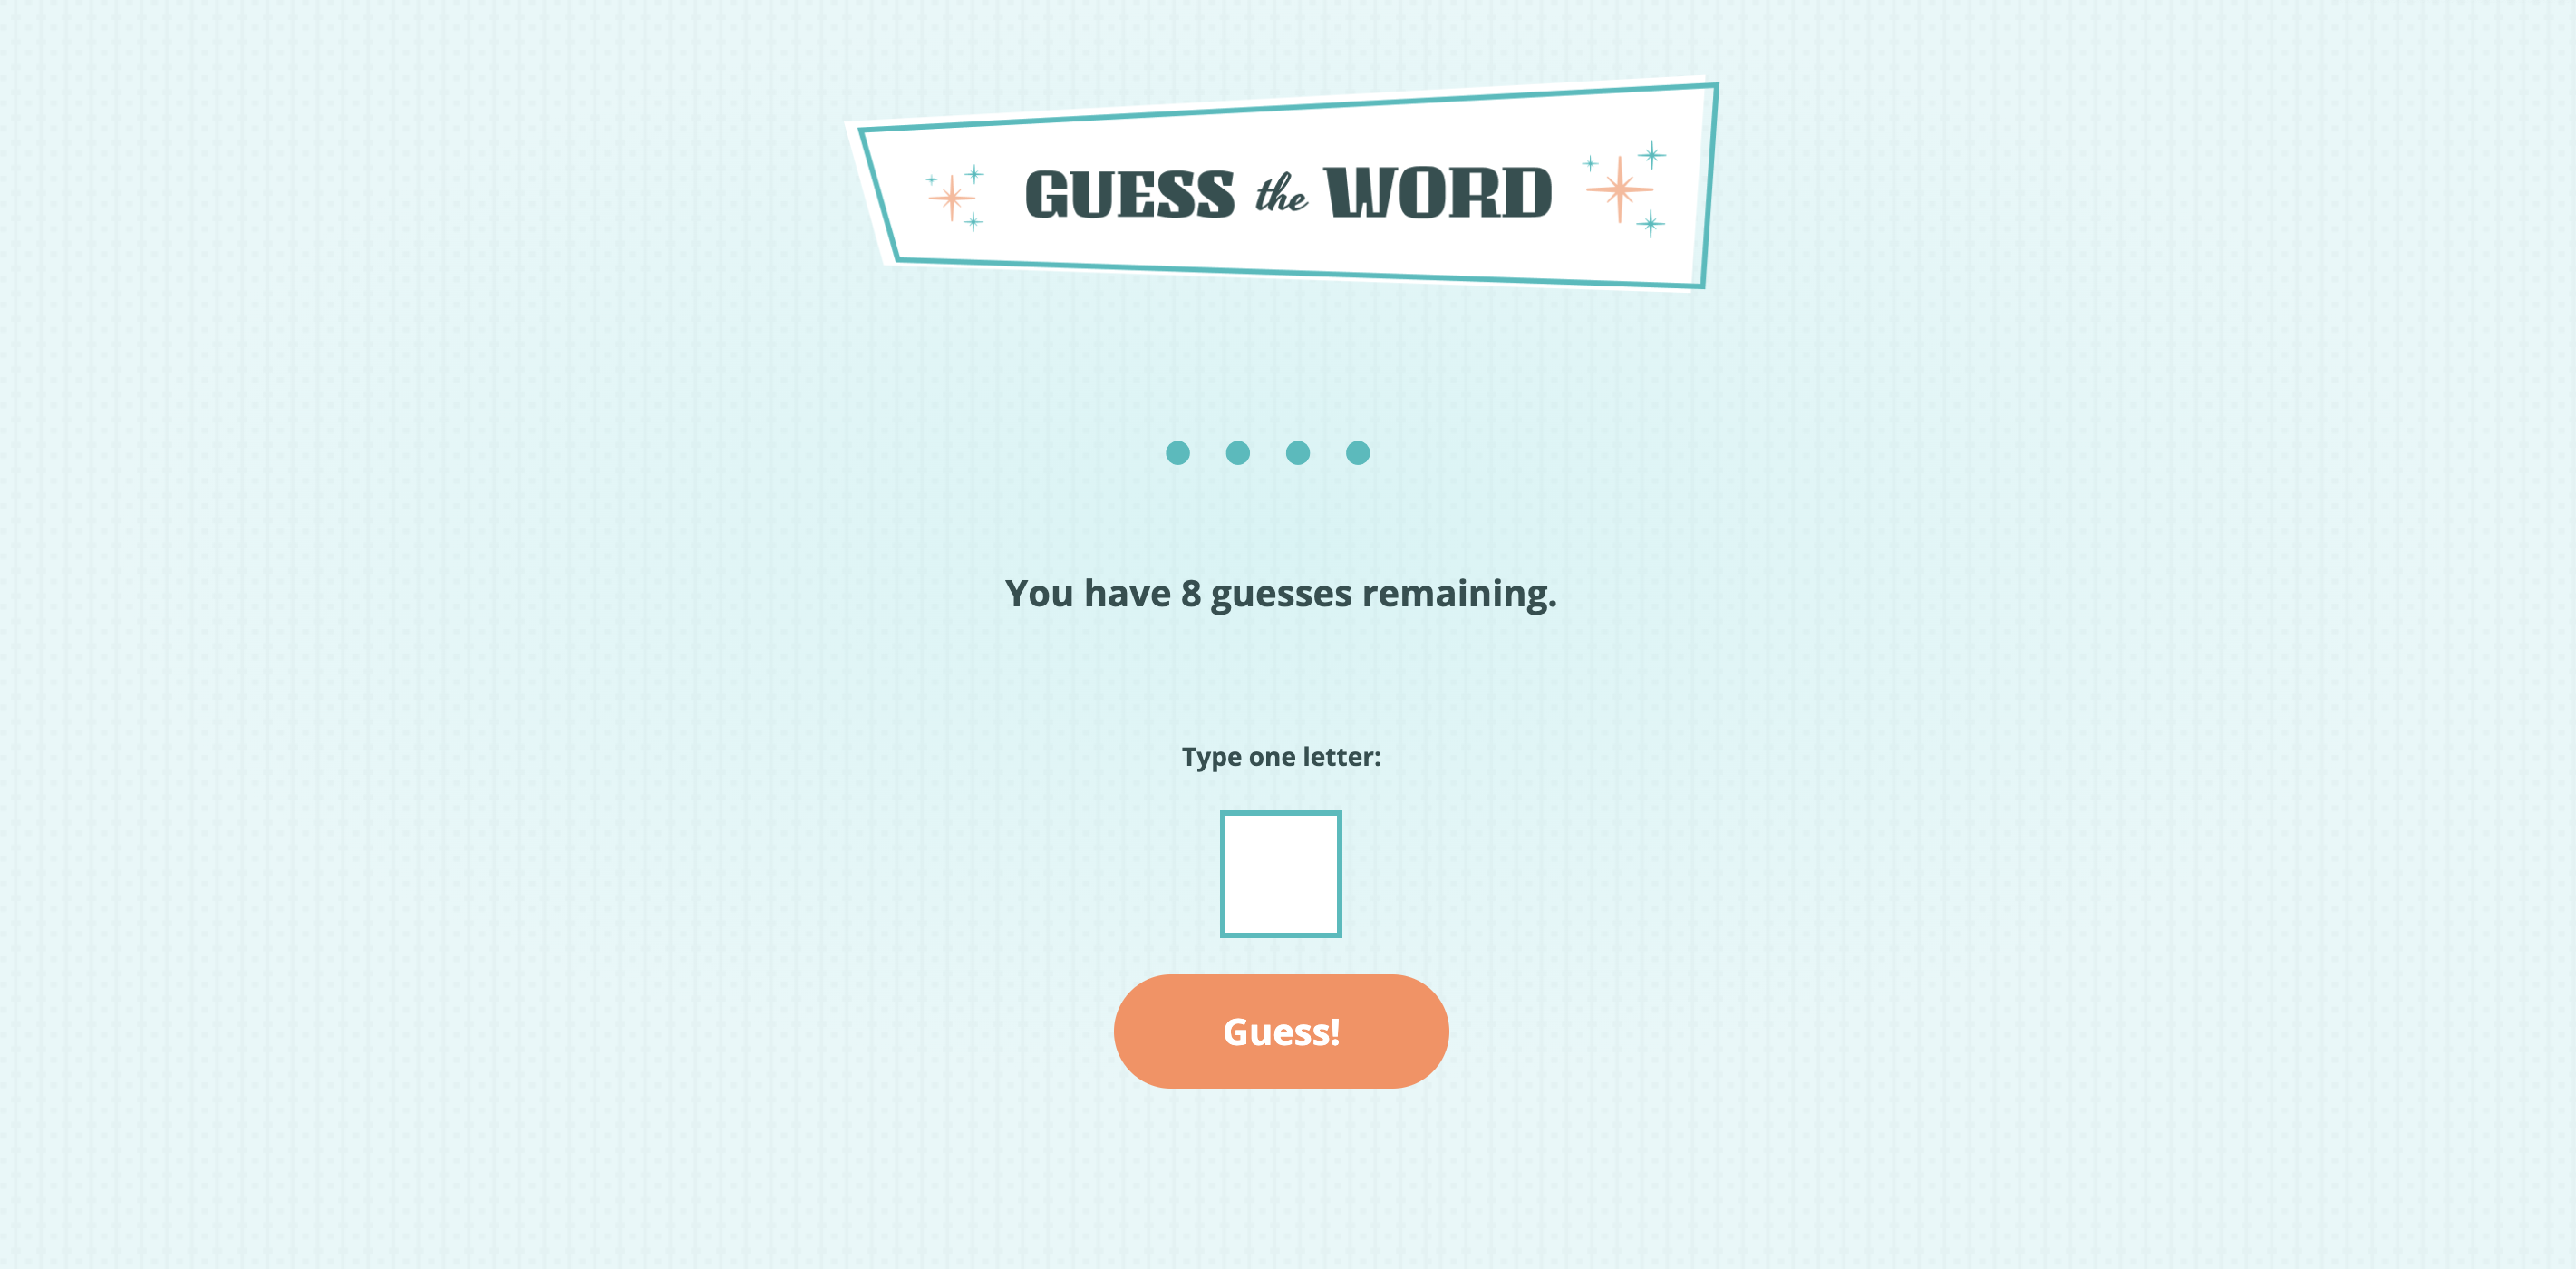 GUESS the WORD
● ● ● ●
You have 8 guesses remaining.
Type one letter:
Guess!